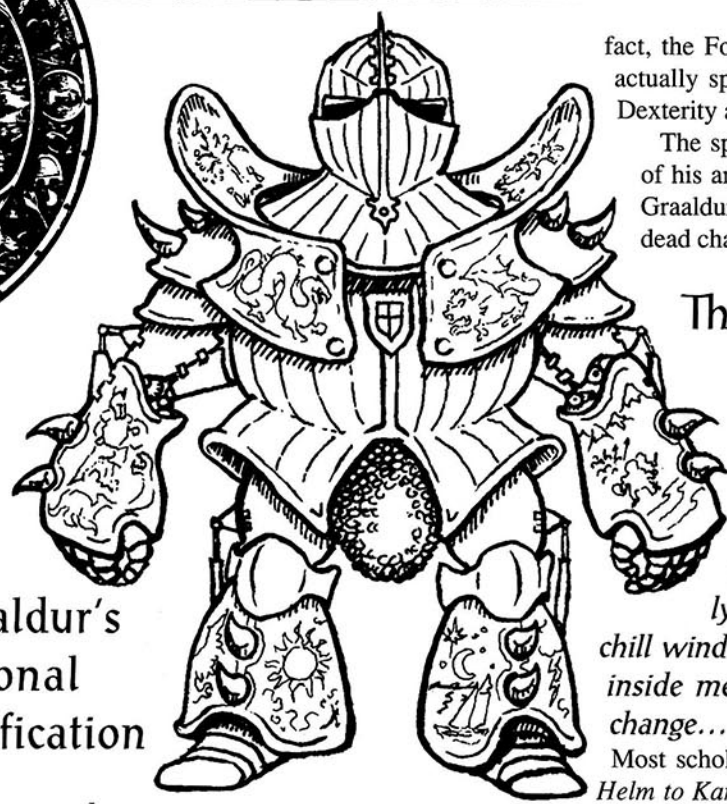 fact, the Fo
actually sp
Dexterity a
The sp
of his ar
Graaldu
dead cha
Th
aldur's
onal
fication
ly
chill wind
inside me
change...
Most schol
Helm to Ka